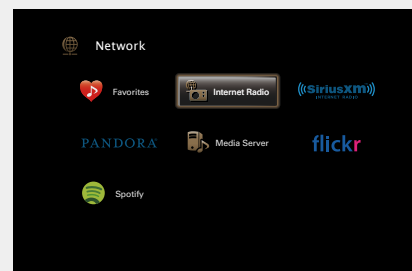 Network
Favorites
Internet Radio
((SiriusXM))
INTERNET RADIO
PANDORA
Media Server
flickr
Spotify